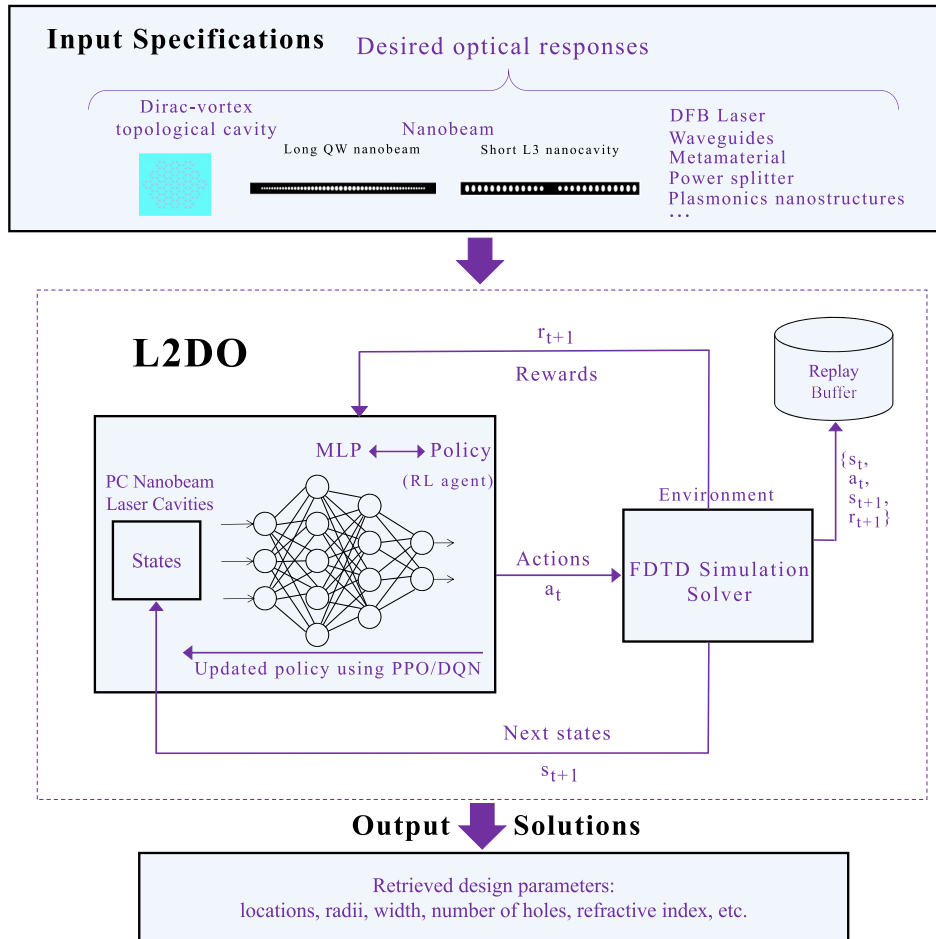 Input Specifications
Desired optical responses
Dirac-vortex
topological cavity
Nanobeam
Long QW nanobeam
Short L3 nanocavity
DFB Laser
Waveguides
Metamaterial
Power splitter
Plasmonics nanostructures
...
L2DO
r_{t+1}
Rewards
Replay
Buffer
MLP
Policy
(RL agent)
PC Nanobeam
Laser Cavities
States
Updated policy using PPO/DQN
Actions
a_t
Environment
FDTD Simulation
Solver
{s_t,
a_t,
s_{t+1},
r_{t+1}}
Next states
s_{t+1}
Output Solutions
Retrieved design parameters:
locations, radii, width, number of holes, refractive index, etc.